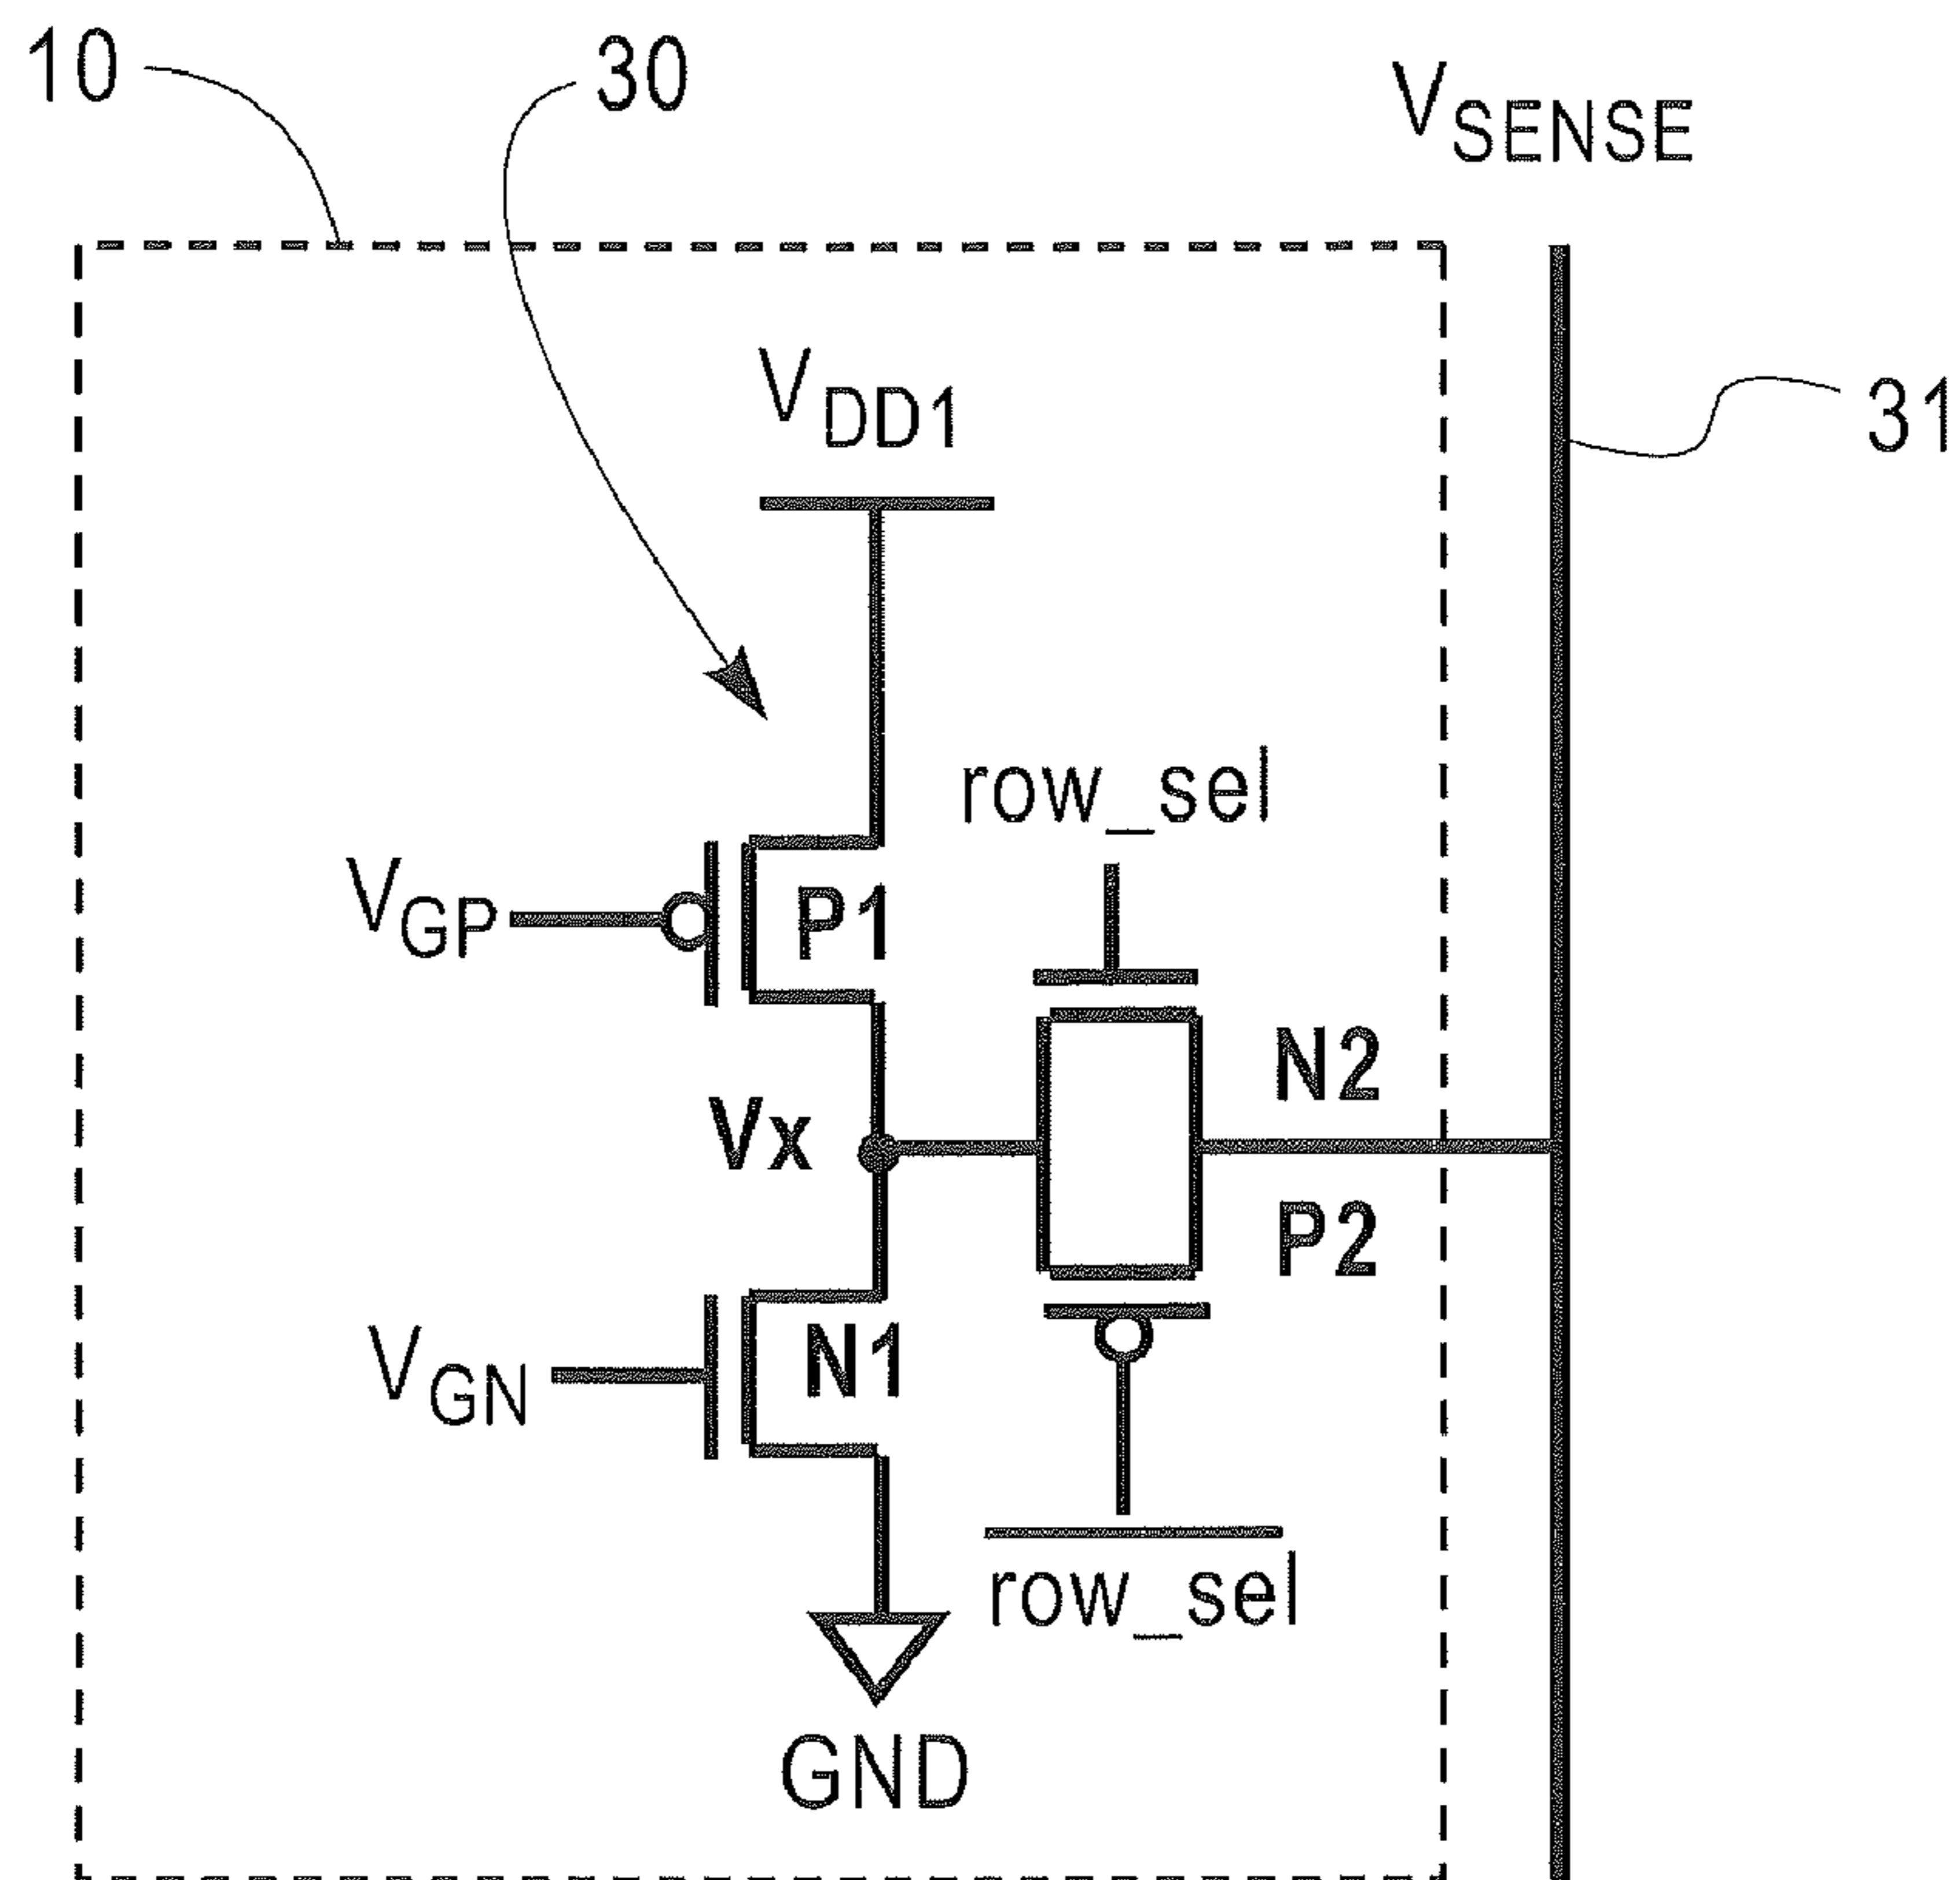 10
30
VSENSE
VDD1
31
row_sel
VGP
P1
N2
Vx
P2
VGN
N1
row_sel
GND